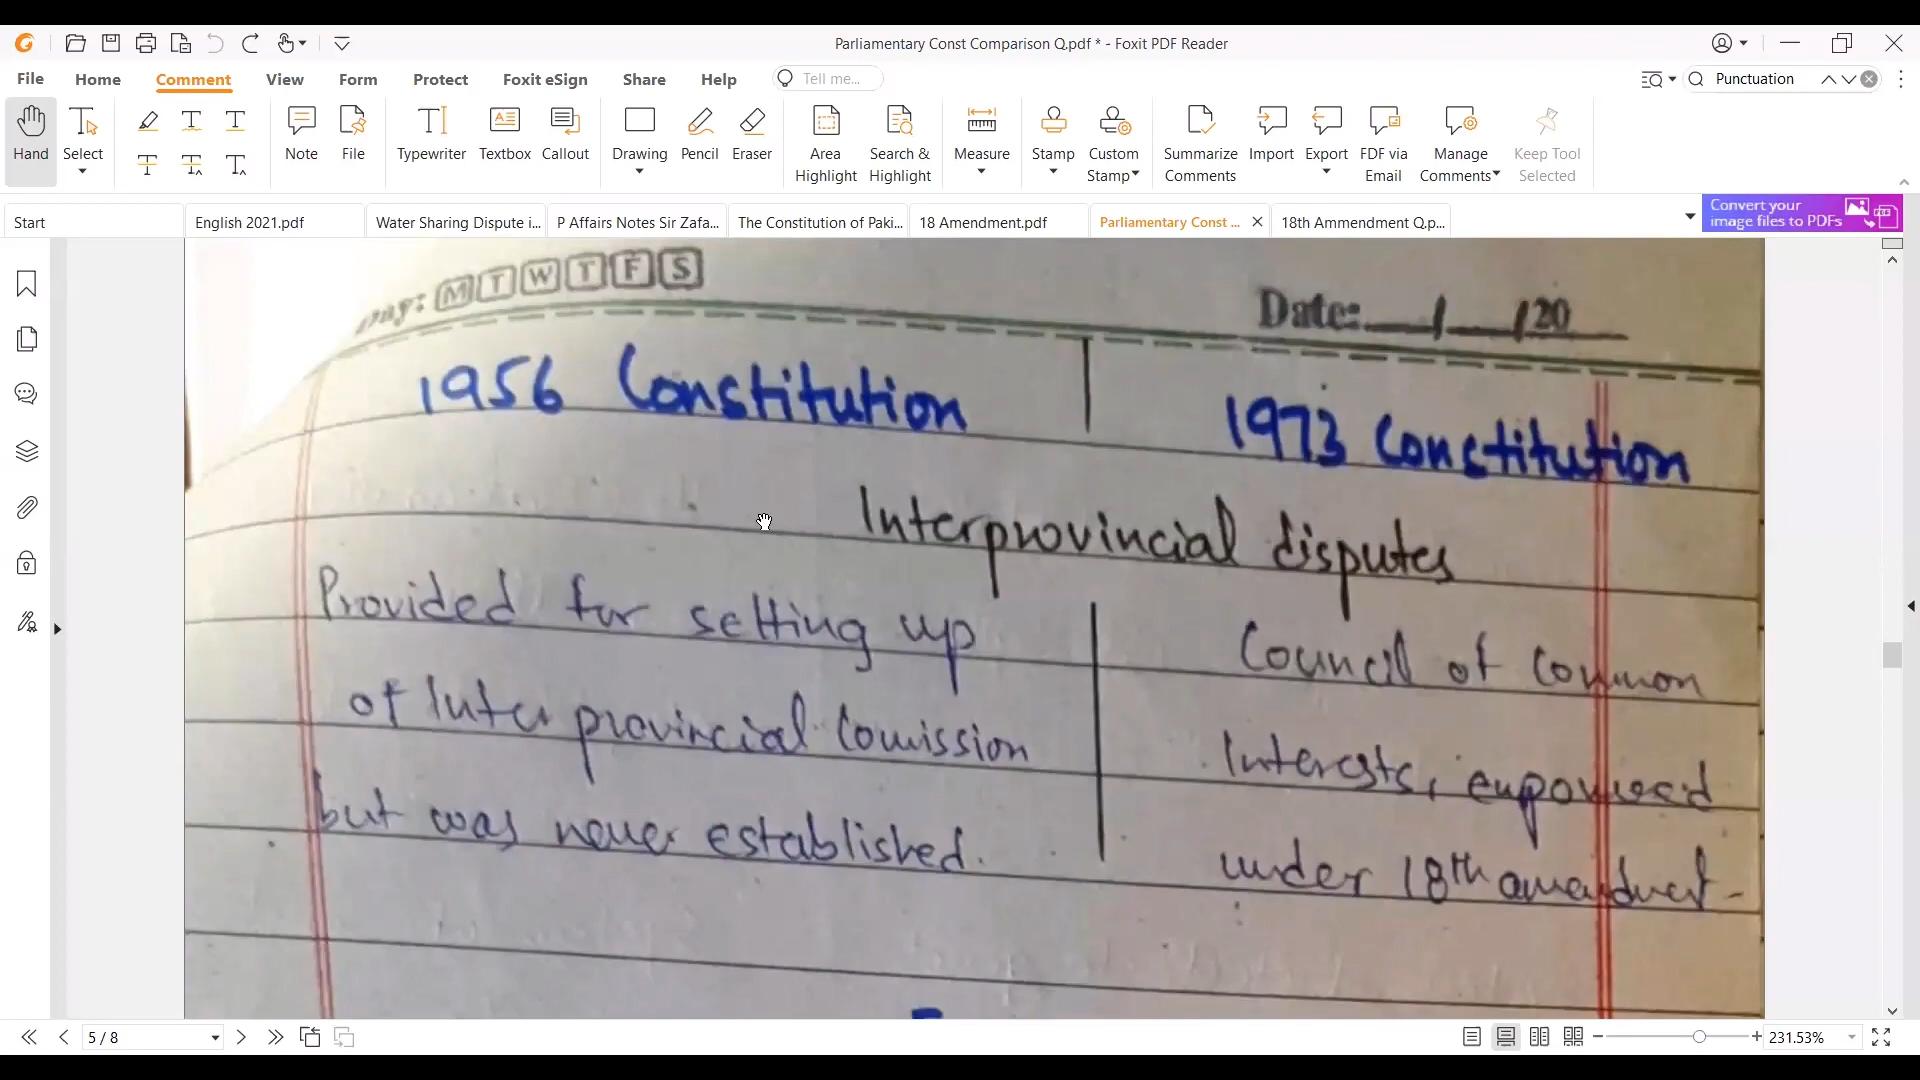 Parliamentary Const Comparison Q.pdf * - Foxit PDF Reader
File Home Comment View Form Protect Foxit eSign Share Help Tell me... Punctuation
Hand Select Note File Typewriter Textbox Callout Drawing Pencil Eraser Area Highlight Search & Highlight Measure Stamp Custom Stamp Summarize Comments Import Export FDF via Email Manage Comments Keep Tool Selected
Start English 2021.pdf Water Sharing Dispute i... P Affairs Notes Sir Zafa... The Constitution of Paki... 18 Amendment.pdf Parliamentary Const ... 18th Ammendment Q.p...
Convert your
image files to PDFs
Day: M T W T F S
Date:___/___/20
1956 Constitution
1973 Constitution
Interprovincial disputes
Provided for setting up
of Inter provincial Comission
but was never established.
Council of Common
Interests, empowered
under 18th amendment-
5 / 8
231.53%